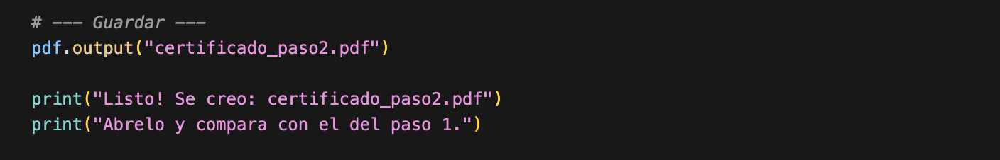 # --- Guardar ---
pdf.output("certificado_paso2.pdf")
print("Listo! Se creo: certificado_paso2.pdf")
print("Abrelo y compara con el del paso 1.")